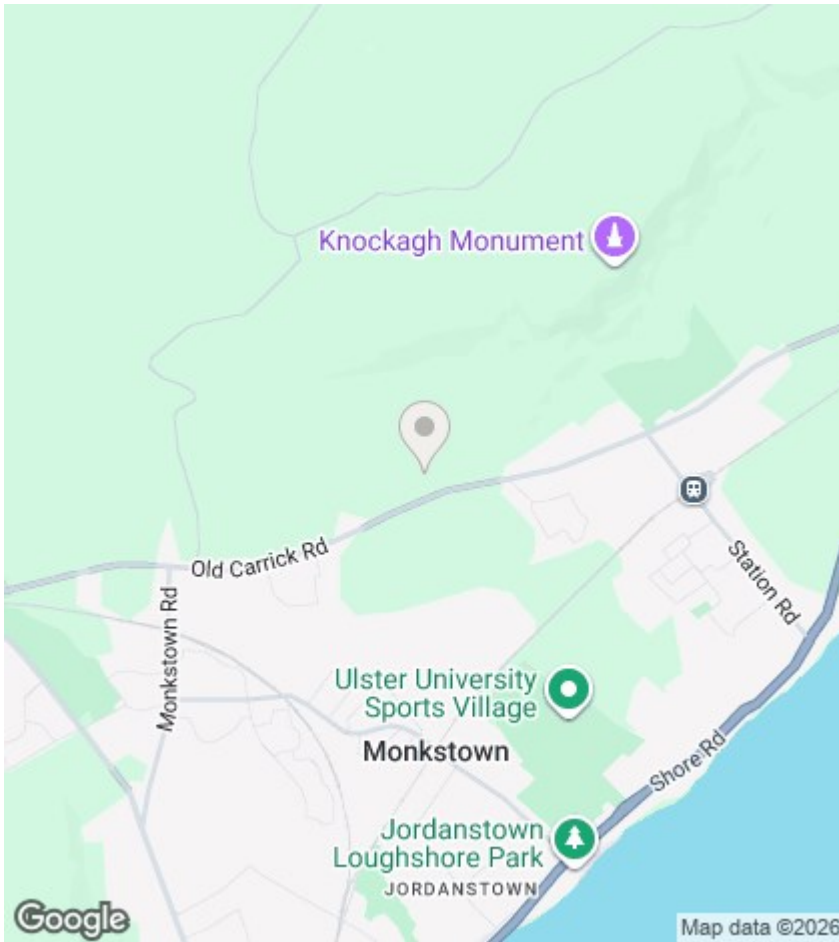 Knockagh Monument
Old Carrick Rd
Monkstown Rd
Station Rd
Ulster University
Sports Village
Monkstown
Shore Rd
Jordanstown
Loughshore Park
JORDANSTOWN
Google
Map data ©2026